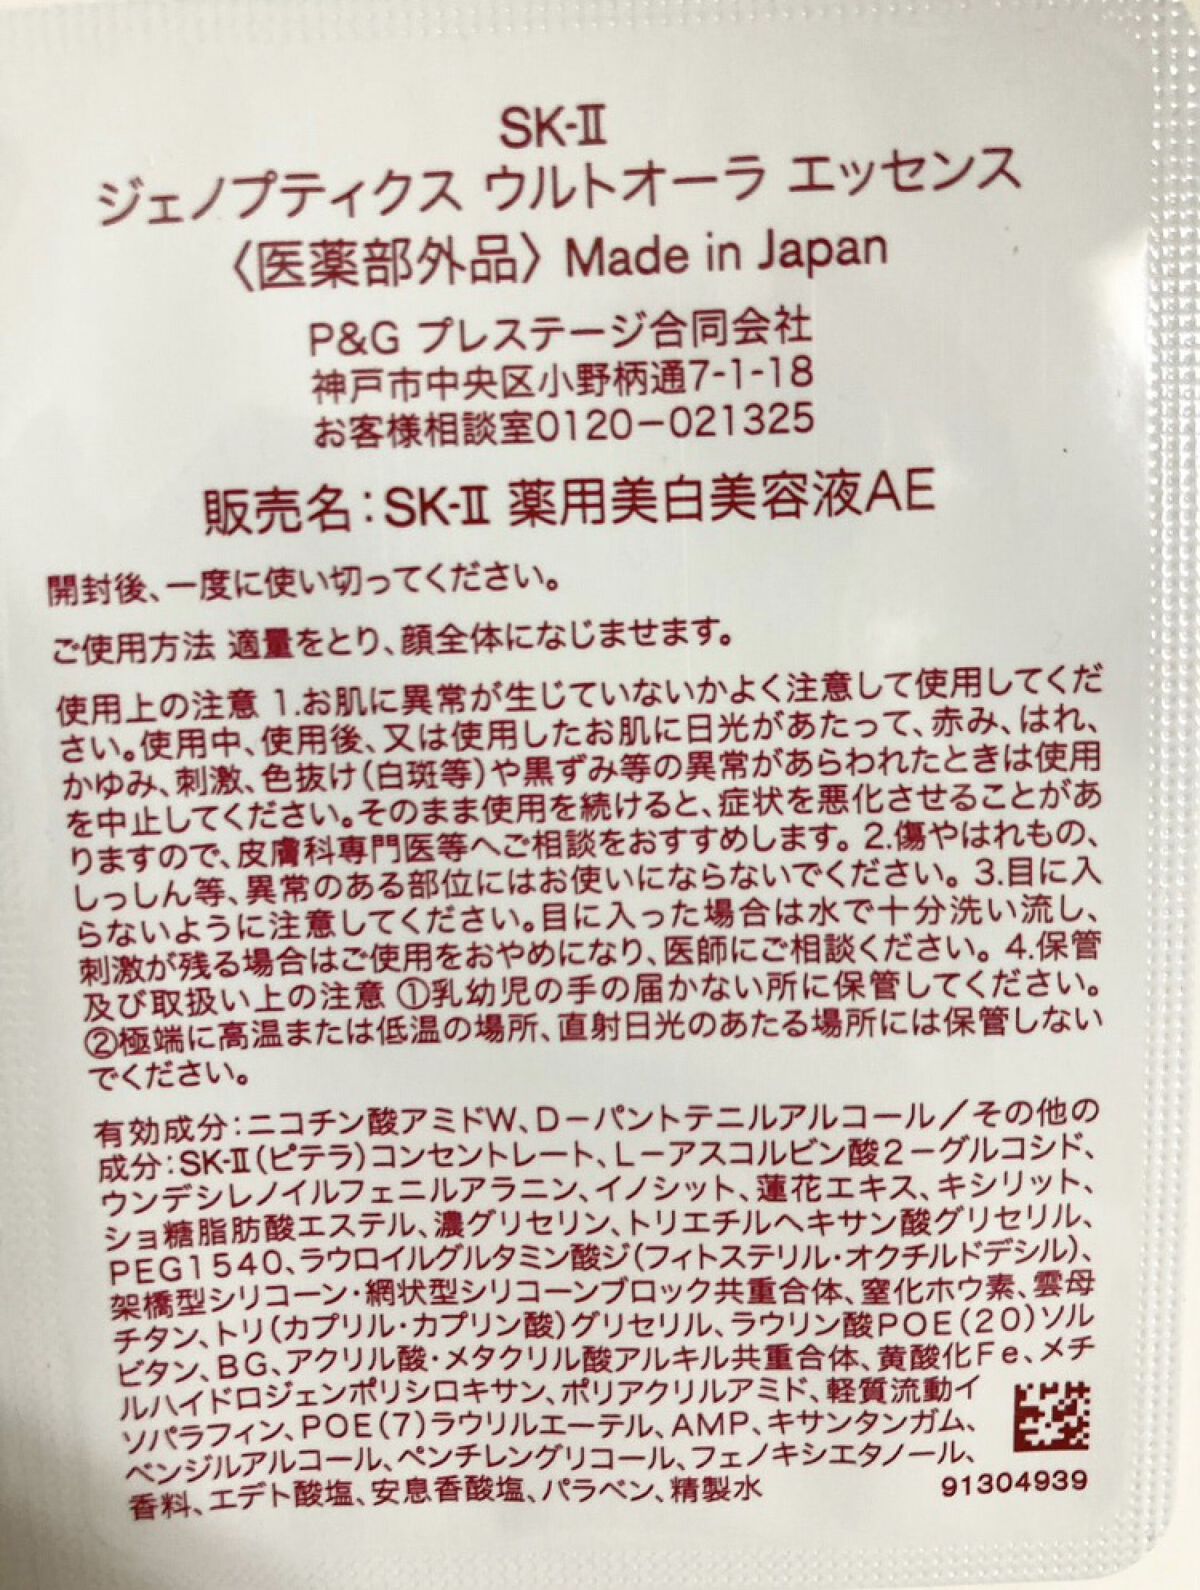 SK-Ⅱ
ジェノプティクス ウルトオーラ エッセンス
〈医薬部外品〉 Made in Japan
P&G プレステージ合同会社
神戸市中央区小野柄通7-1-18
お客様相談室0120−021325
販売名：SK-Ⅱ 薬用美白美容液AE
開封後、一度に使い切ってください。
ご使用方法 適量をとり、顔全体になじませます。
使用上の注意 1.お肌に異常が生じていないかよく注意して使用してくだ
さい。使用中、使用後、又は使用したお肌に日光があたって、赤み、はれ、
かゆみ、刺激、色抜け（白斑等）や黒ずみ等の異常があらわれたときは使用
を中止してください。そのまま使用を続けると、症状を悪化させることがあ
りますので、皮膚科専門医等へご相談をおすすめします。 2.傷やはれもの、
しっしん等、異常のある部位にはお使いにならないでください。 3.目に入
らないように注意してください。目に入った場合は水で十分洗い流し、
刺激が残る場合はご使用をおやめになり、医師にご相談ください。 4.保管
及び取扱い上の注意 ①乳幼児の手の届かない所に保管してください。
②極端に高温または低温の場所、直射日光のあたる場所には保管しない
でください。
有効成分：ニコチン酸アミドW、D−パントテニルアルコール／その他の
成分：SK-Ⅱ（ピテラ）コンセントレート、L−アスコルビン酸2−グルコシド、
ウンデシレノイルフェニルアラニン、イノシット、蓮花エキス、キシリット、
ショ糖脂肪酸エステル、濃グリセリン、トリエチルヘキサン酸グリセリル、
PEG1540、ラウロイルグルタミン酸ジ（フィトステリル・オクチルドデシル）、
架橋型シリコーン・網状型シリコーンブロック共重合体、窒化ホウ素、雲母
チタン、トリ（カプリル・カプリン酸）グリセリル、ラウリン酸POE（20）ソル
ビタン、BG、アクリル酸・メタクリル酸アルキル共重合体、黄酸化Fe、メチ
ルハイドロジェンポリシロキサン、ポリアクリルアミド、軽質流動イ
ソパラフィン、POE（7）ラウリルエーテル、AMP、キサンタンガム、
ベンジルアルコール、ペンチレングリコール、フェノキシエタノール、
香料、エデト酸塩、安息香酸塩、パラベン、精製水
91304939